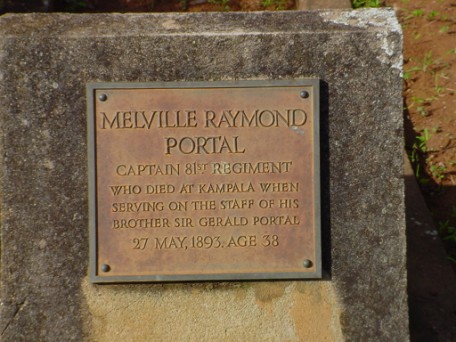 MELVILLE RAYMOND
PORTAL
CAPTAIN 81ST REGIMENT
WHO DIED AT KAMPALA WHEN
SERVING ON THE STAFF OF HIS
BROTHER SIR GERALD PORTAL
27 MAY, 1893. AGE 38